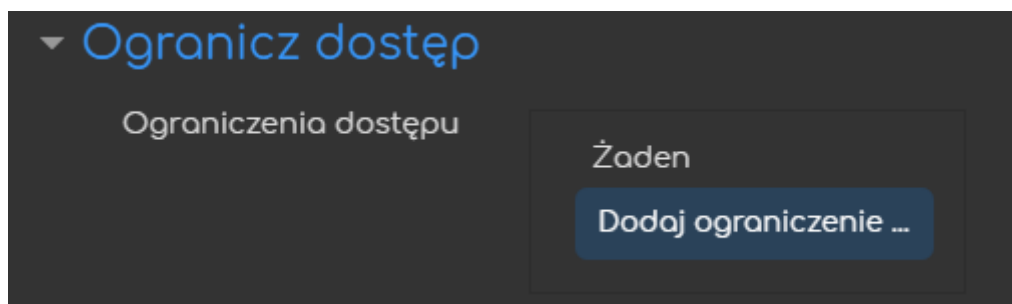 Ogranicz dostęp
Ograniczenia dostępu
Żaden
Dodaj ograniczenie ...